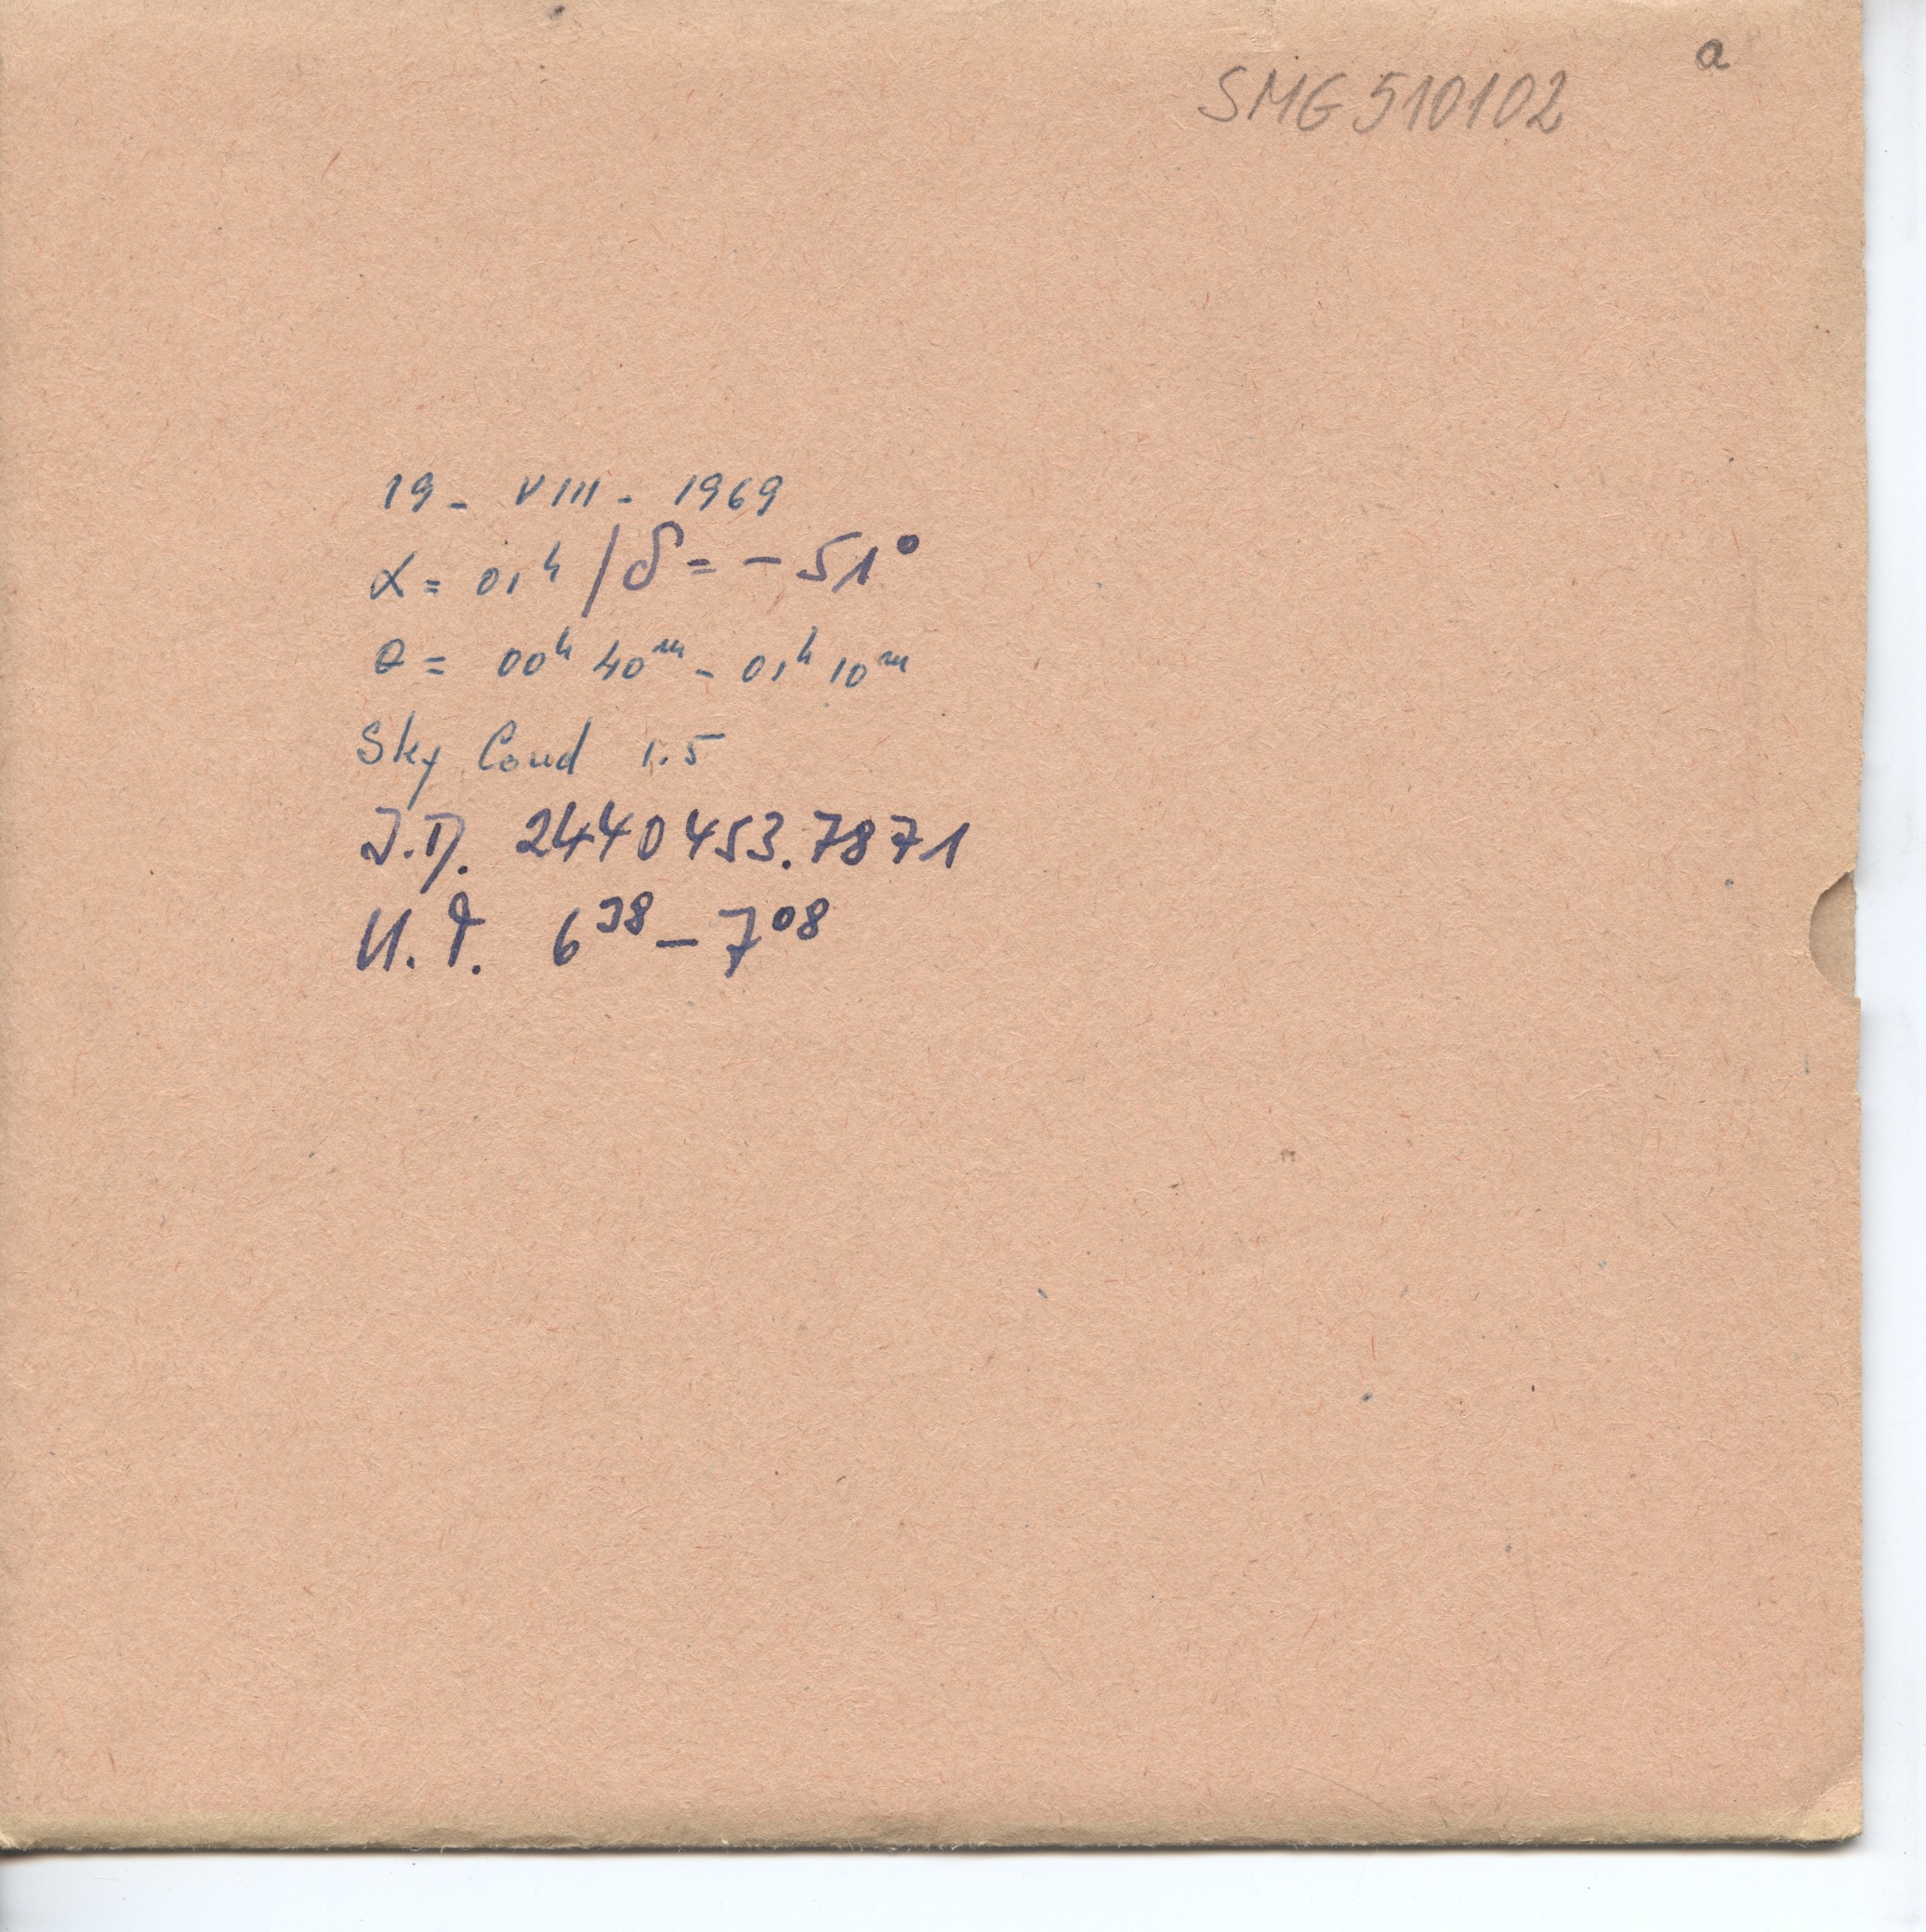 a
SMG 510102
19 - VIII - 1969
α = 01ʰ / δ = - 51°
θ = 00ʰ 40ᵐ - 01ʰ 10ᵐ
Sky Cond 1.5
J.D. 2440453.7871
U.T. 6³⁸ - 7⁰⁸